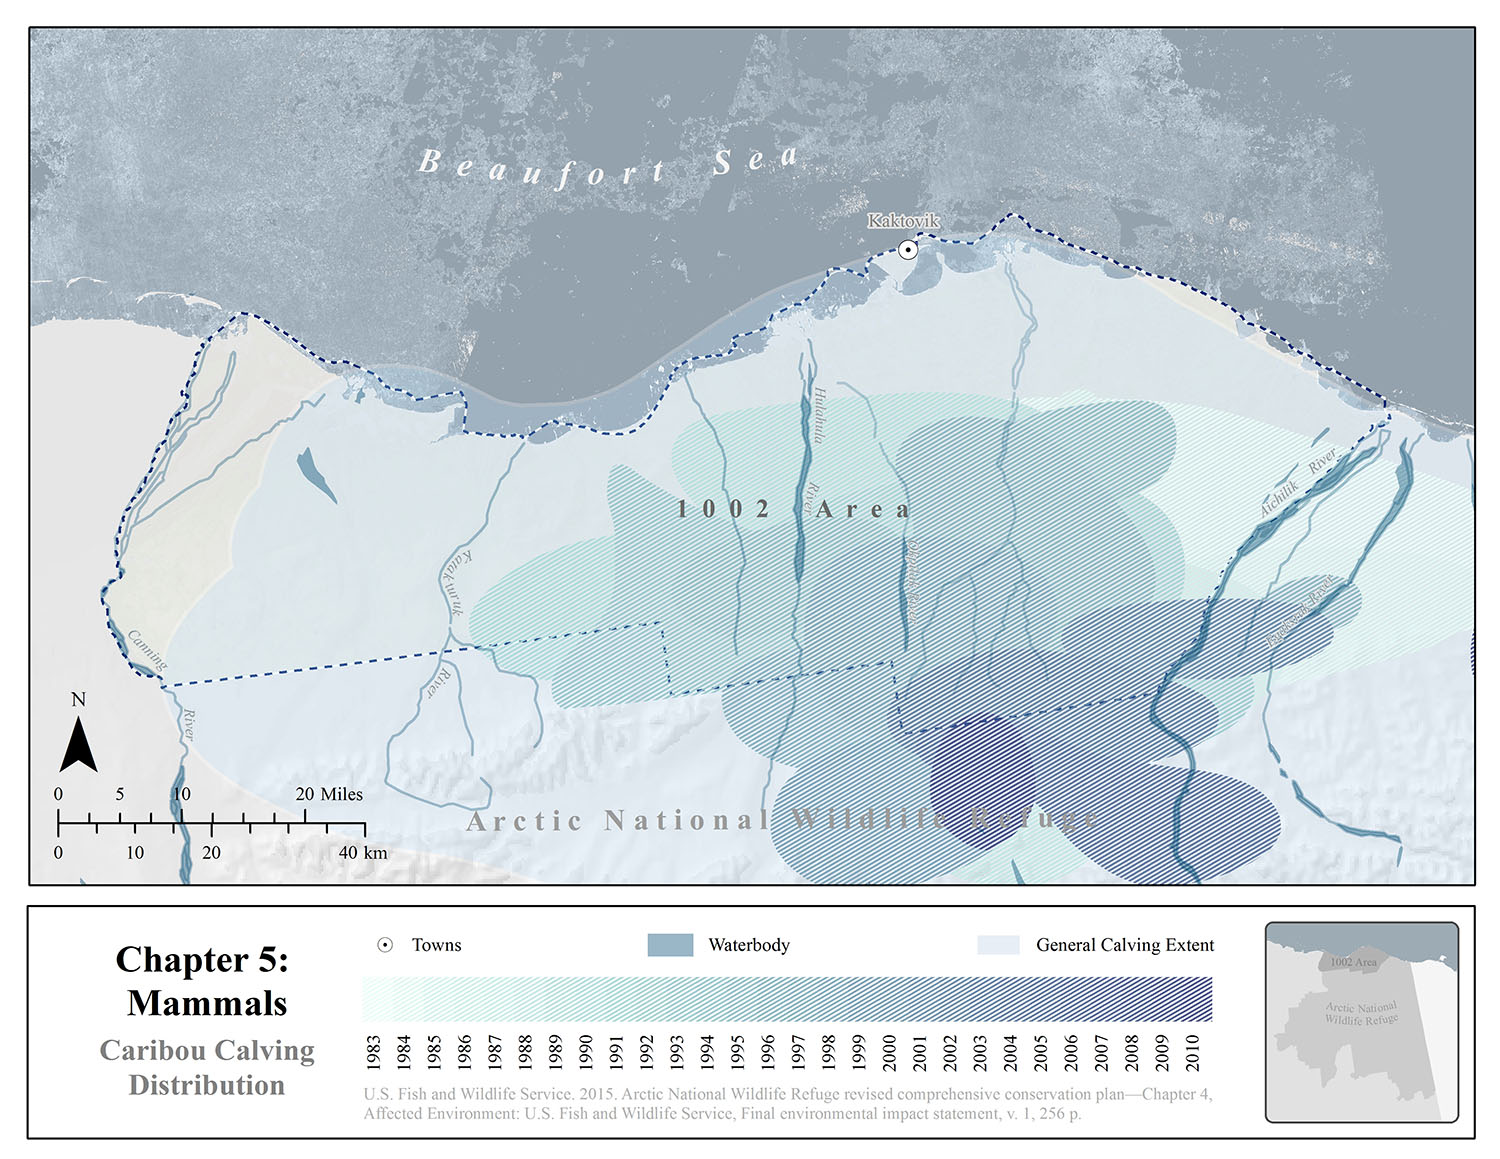 Beaufort Sea
Kaktovik
Hulahula
River
1002 Area
Aichilik River
Katakturuk
River
Canning
River
N
0 5 10 20 Miles
0 10 20 40 km
Arctic National Wildlife Refuge
Chapter 5:
Mammals
Caribou Calving
Distribution
Towns
Waterbody
General Calving Extent
1983 1984 1985 1986 1987 1988 1989 1990 1991 1992 1993 1994 1995 1996 1997 1998 1999 2000 2001 2002 2003 2004 2005 2006 2007 2008 2009 2010
U.S. Fish and Wildlife Service. 2015. Arctic National Wildlife Refuge revised comprehensive conservation plan—Chapter 4,
Affected Environment: U.S. Fish and Wildlife Service, Final environmental impact statement, v. 1, 256 p.
1002 Area
Arctic National
Wildlife Refuge